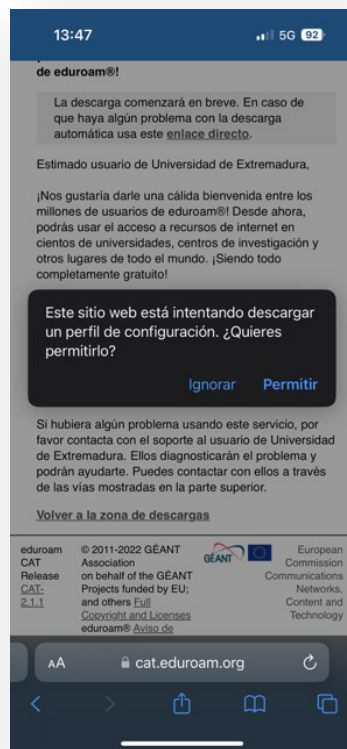 13:47
5G 92
de eduroam®!
La descarga comenzará en breve. En caso de
que haya algún problema con la descarga
automática usa este enlace directo.
Estimado usuario de Universidad de Extremadura,
¡Nos gustaría darle una cálida bienvenida entre los
millones de usuarios de eduroam®! Desde ahora,
podrás usar el acceso a recursos de internet en
cientos de universidades, centros de investigación y
otros lugares de todo el mundo. ¡Siendo todo
completamente gratuito!
Este sitio web está intentando descargar
un perfil de configuración. ¿Quieres
permitirlo?
Ignorar Permitir
Si hubiera algún problema usando este servicio, por
favor contacta con el soporte al usuario de Universidad
de Extremadura. Ellos diagnosticarán el problema y
podrán ayudarte. Puedes contactar con ellos a través
de las vías mostradas en la parte superior.
Volver a la zona de descargas
eduroam
CAT
Release
CAT-
2.1.1
© 2011-2022 GÉANT
Association
on behalf of the GÉANT
Projects funded by EU;
and others Full
Copyright and Licenses
eduroam® Aviso de
GÉANT
European
Commission
Communications
Networks,
Content and
Technology
AA cat.eduroam.org